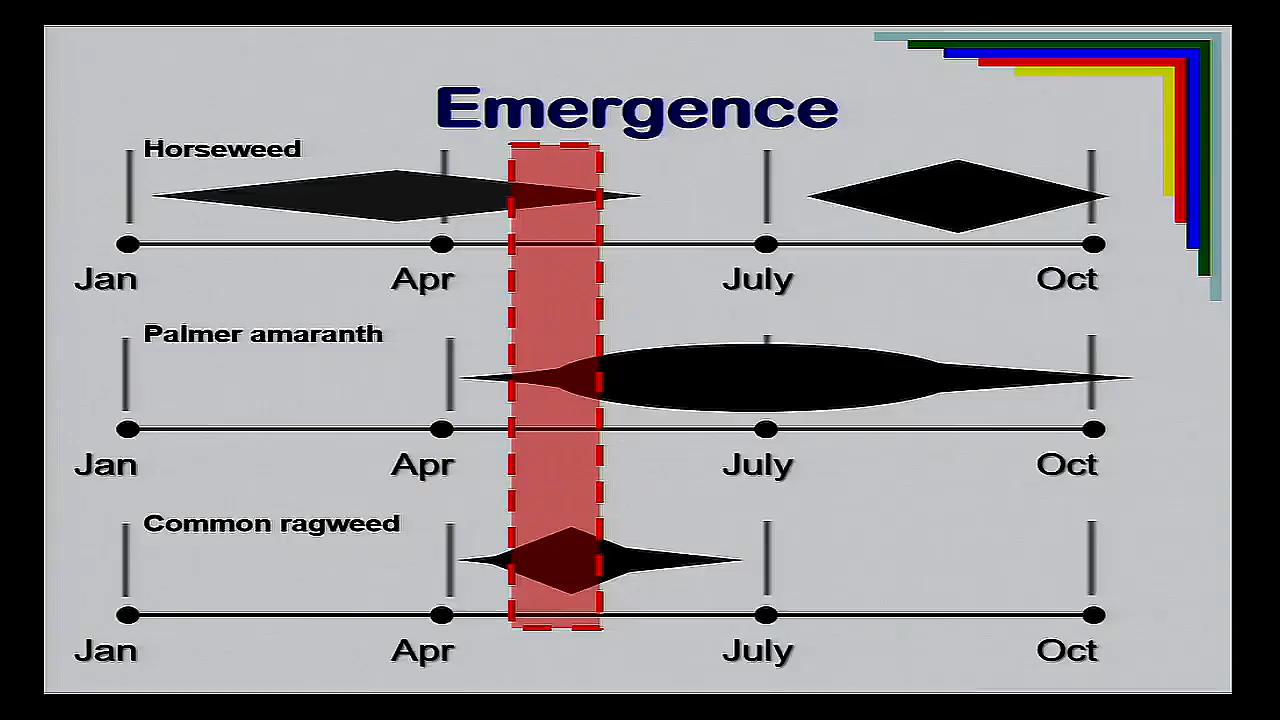 Emergence
Horseweed
Jan Apr July Oct
Palmer amaranth
Jan Apr July Oct
Common ragweed
Jan Apr July Oct